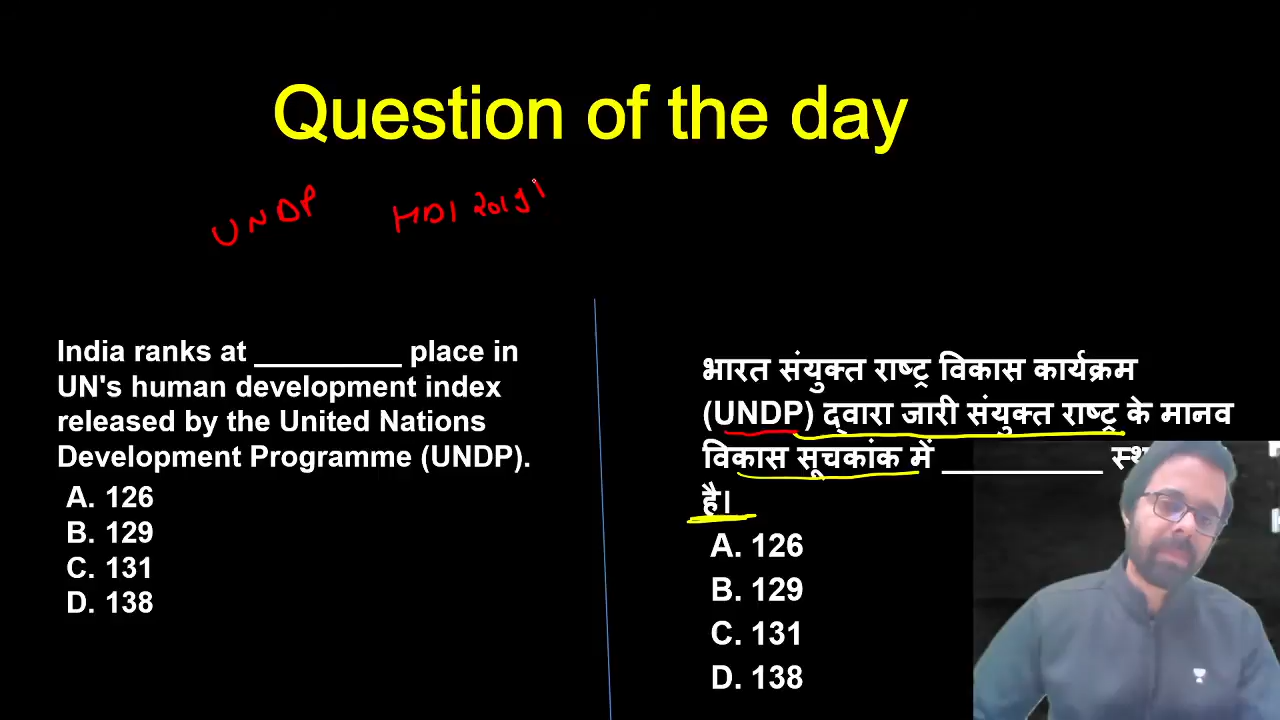 Question of the day
UNDP HDI 2019
India ranks at _________ place in
UN's human development index
released by the United Nations
Development Programme (UNDP).
A. 126
B. 129
C. 131
D. 138
भारत संयुक्त राष्ट्र विकास कार्यक्रम
(UNDP) द्वारा जारी संयुक्त राष्ट्र के मानव
विकास सूचकांक में __________
है।
A. 126
B. 129
C. 131
D. 138